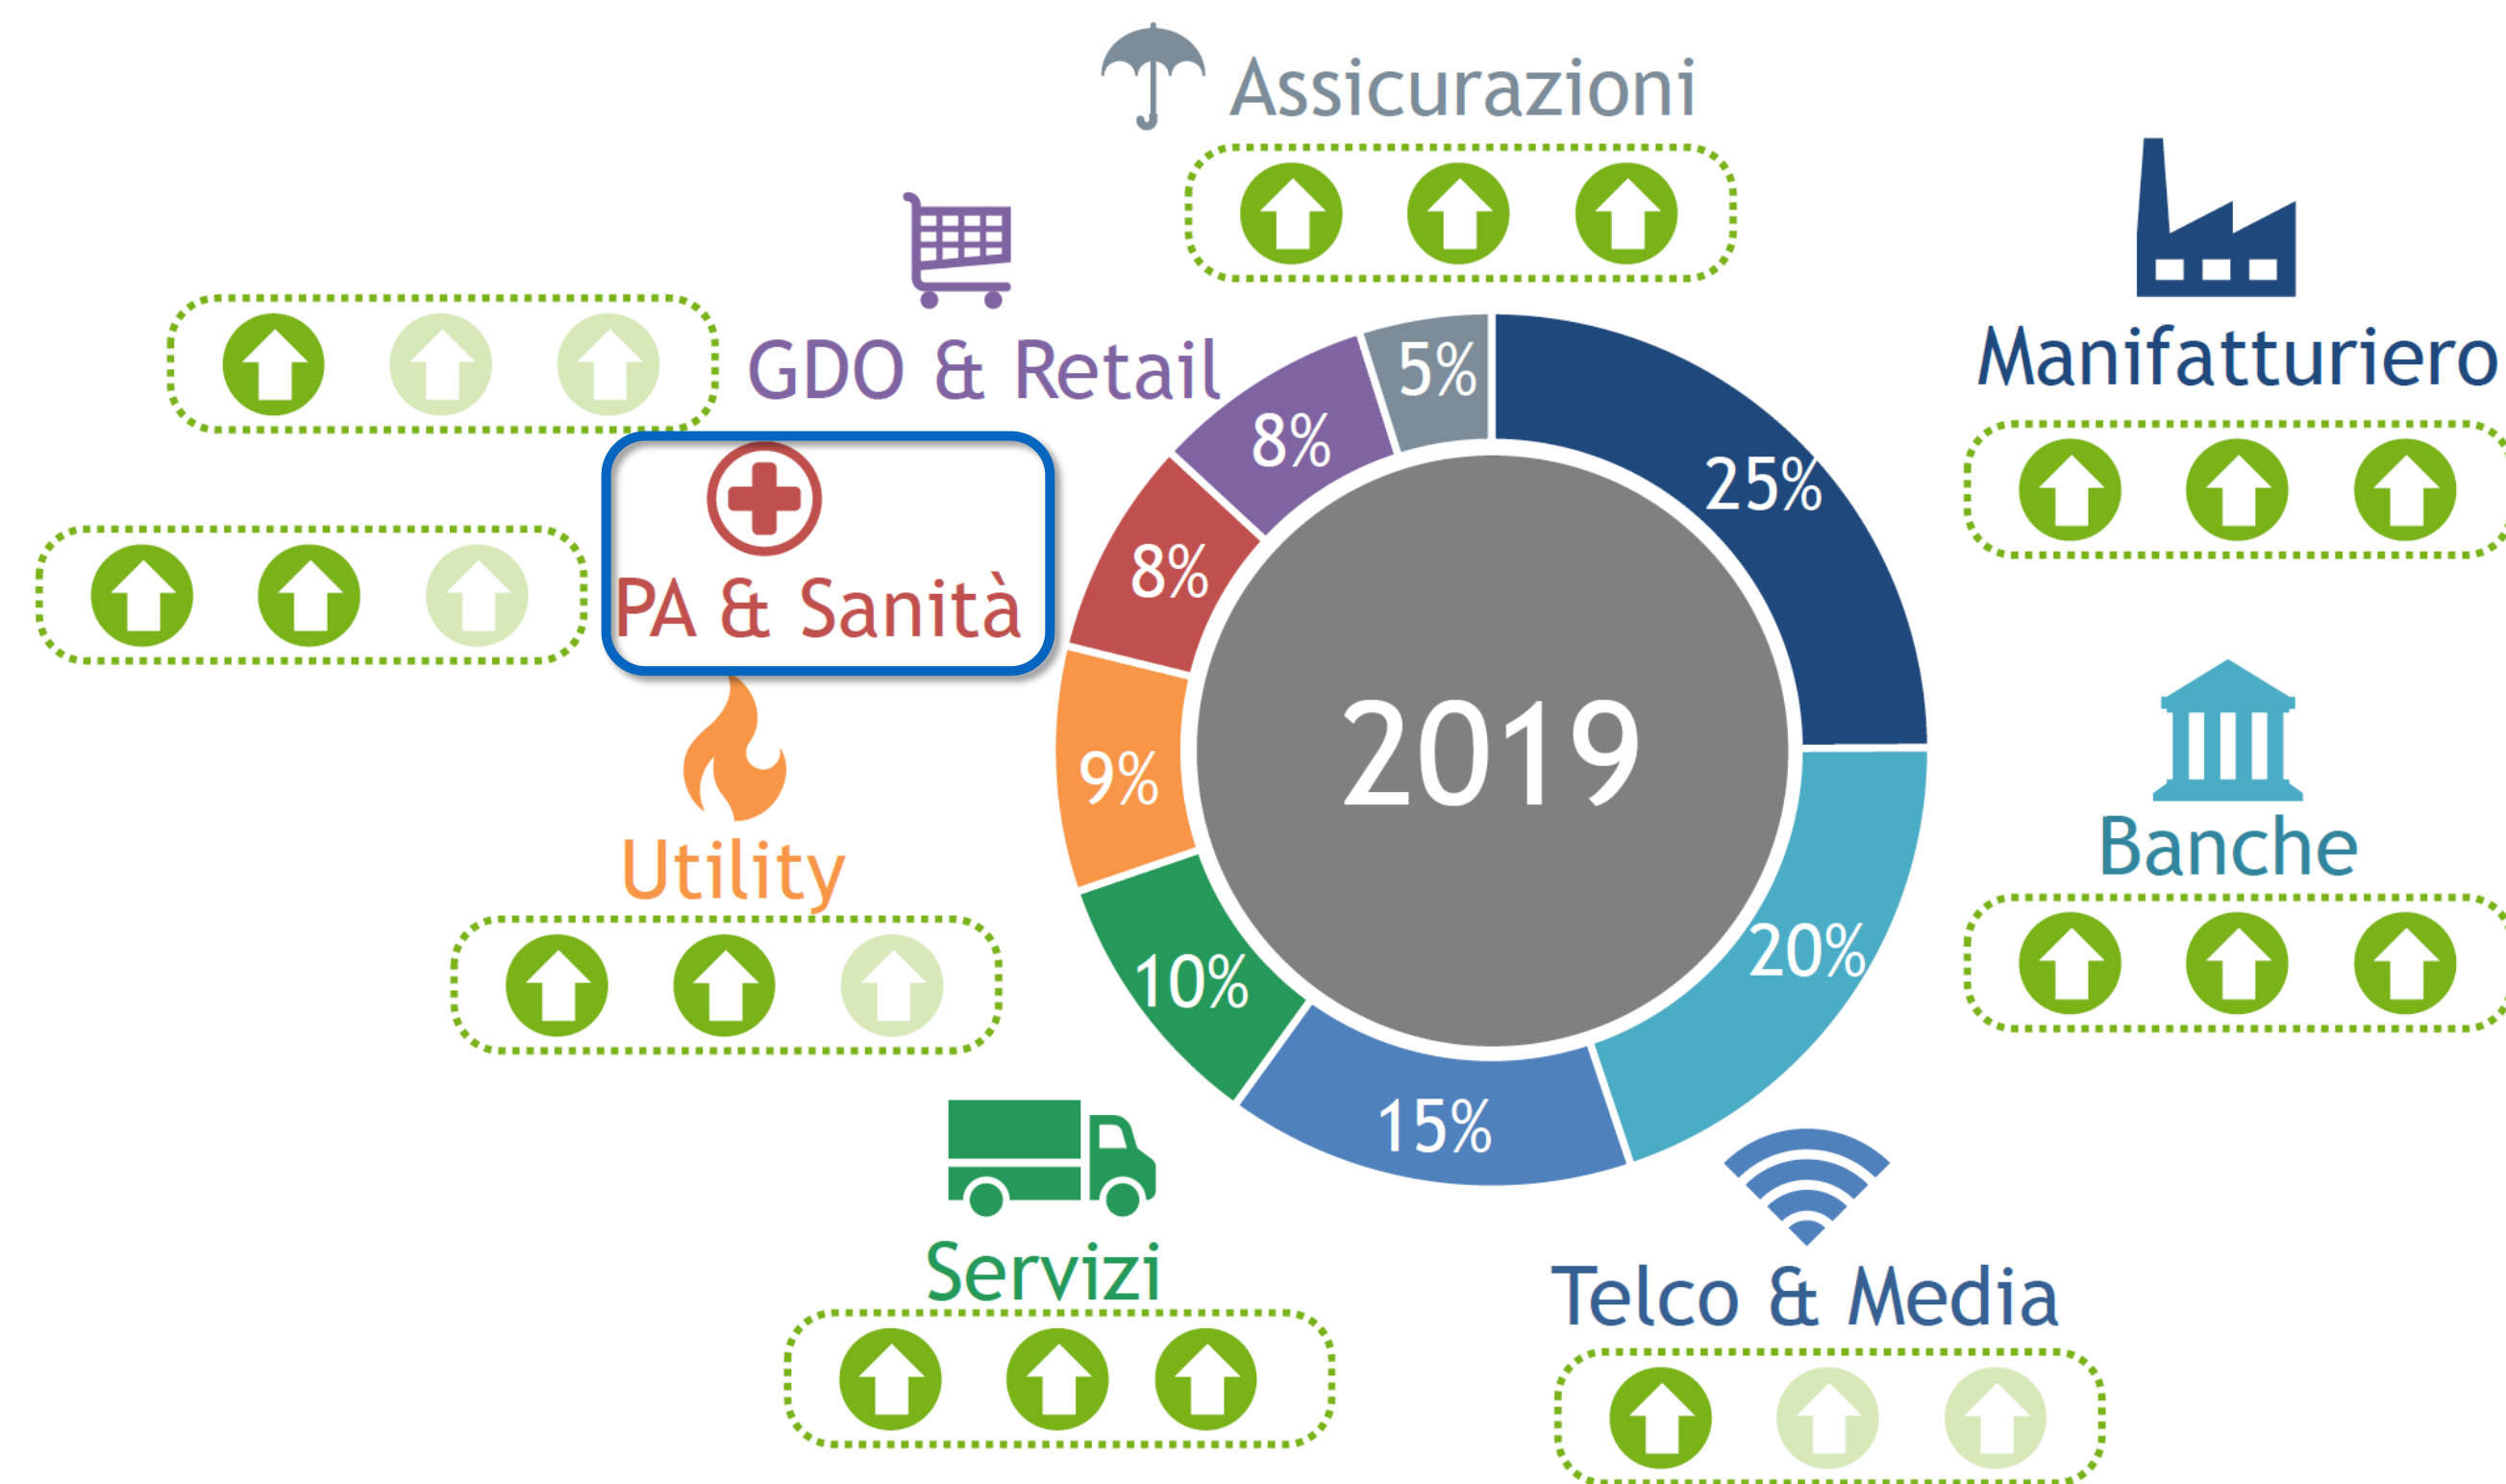 Assicurazioni
Manifatturiero
GDO & Retail
5%
8%
25%
8%
PA & Sanità
2019
9%
Banche
Utility
20%
10%
15%
Servizi
Telco & Media